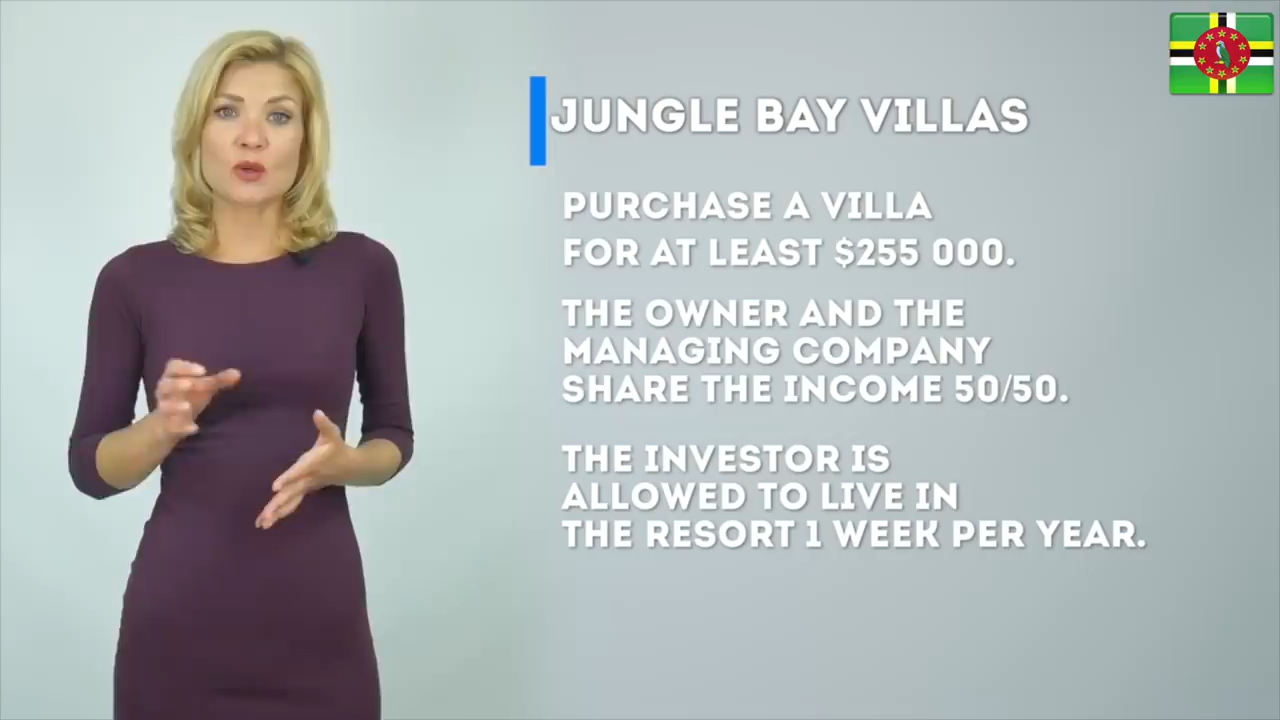 JUNGLE BAY VILLAS
PURCHASE A VILLA
FOR AT LEAST $255 000.
THE OWNER AND THE
MANAGING COMPANY
SHARE THE INCOME 50/50.
THE INVESTOR IS
ALLOWED TO LIVE IN
THE RESORT 1 WEEK PER YEAR.